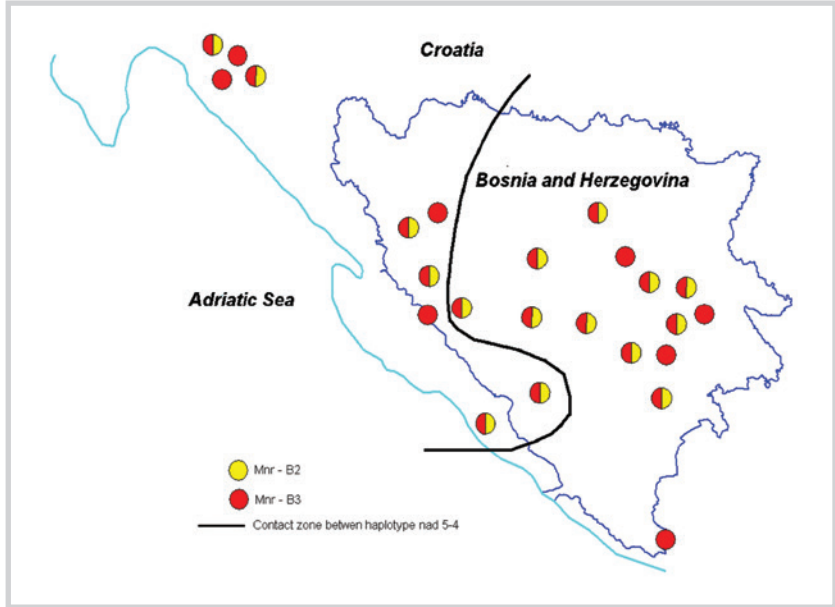 Croatia
Bosnia and Herzegovina
Adriatic Sea
Mnr - B2
Mnr - B3
Contact zone betwen haplotype nad 5-4